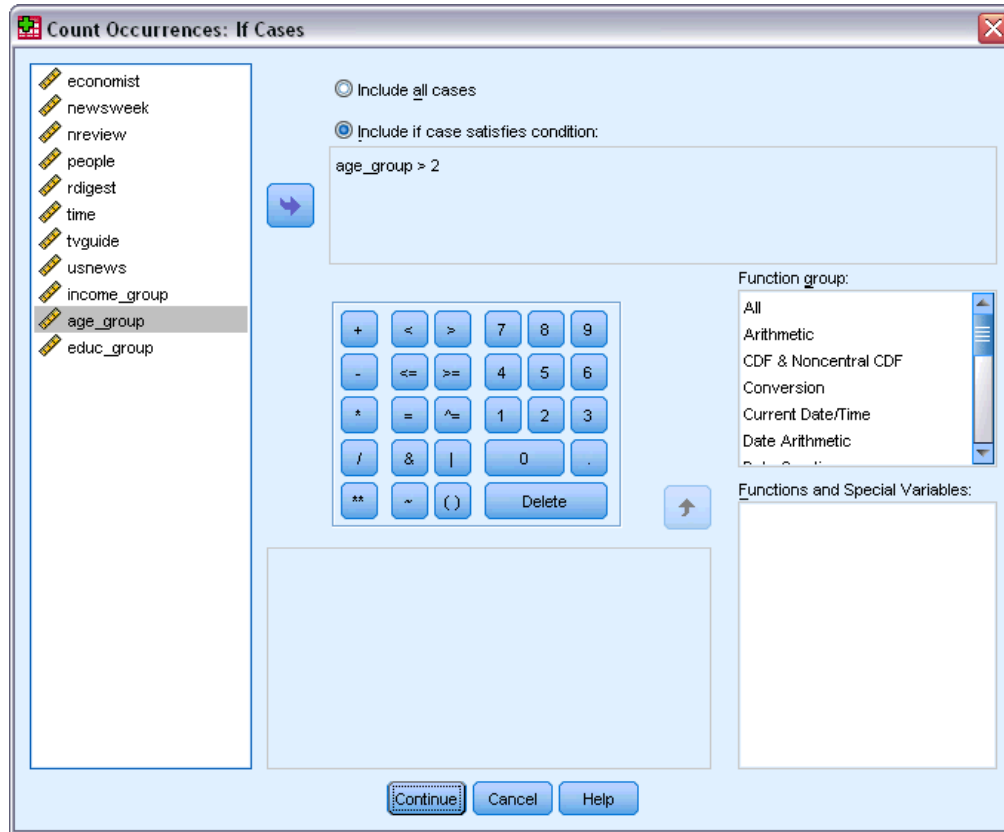 Count Occurrences: If Cases
economist
newsweek
nreview
people
rdigest
time
tvguide
usnews
income_group
age_group
educ_group
Include all cases
Include if case satisfies condition:
age_group > 2
+ < > 7 8 9
- <= >= 4 5 6
* = ^= 1 2 3
/ & | 0 .
** ~ ( ) Delete
Function group:
All
Arithmetic
CDF & Noncentral CDF
Conversion
Current Date/Time
Date Arithmetic
Functions and Special Variables:
Continue Cancel Help